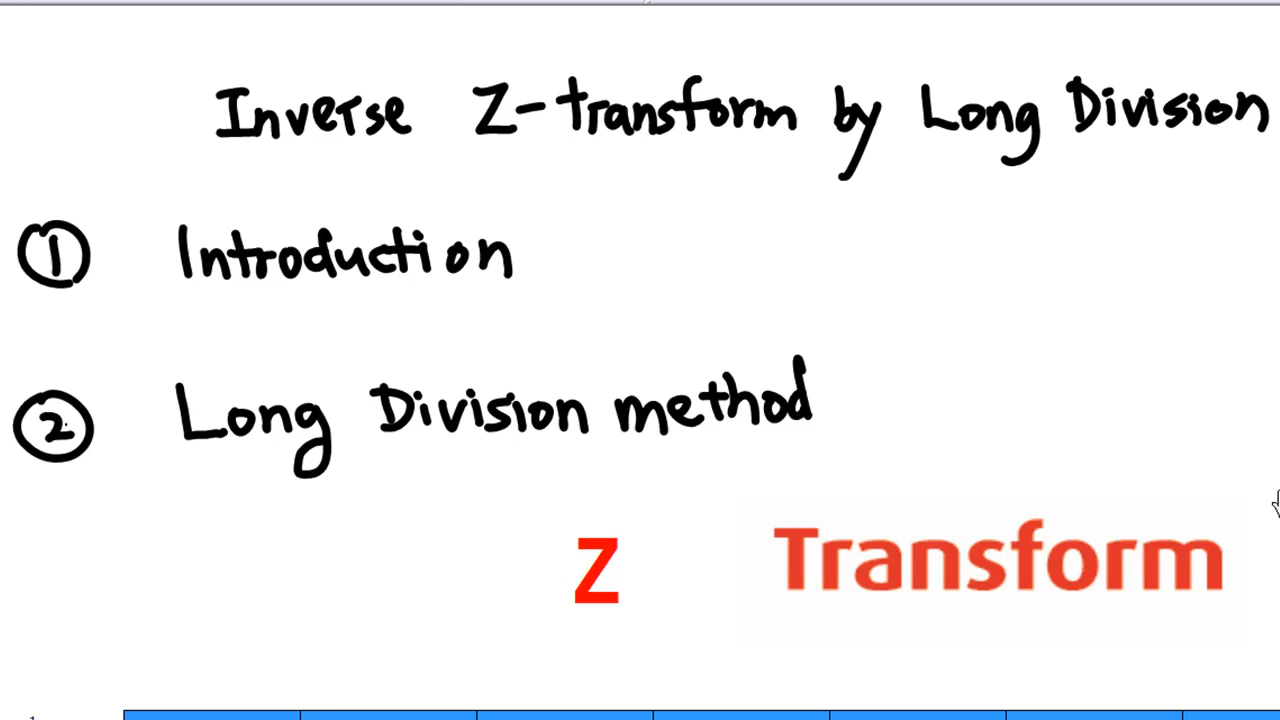 Inverse Z-transform by Long Division
① Introduction
② Long Division method
Z Transform